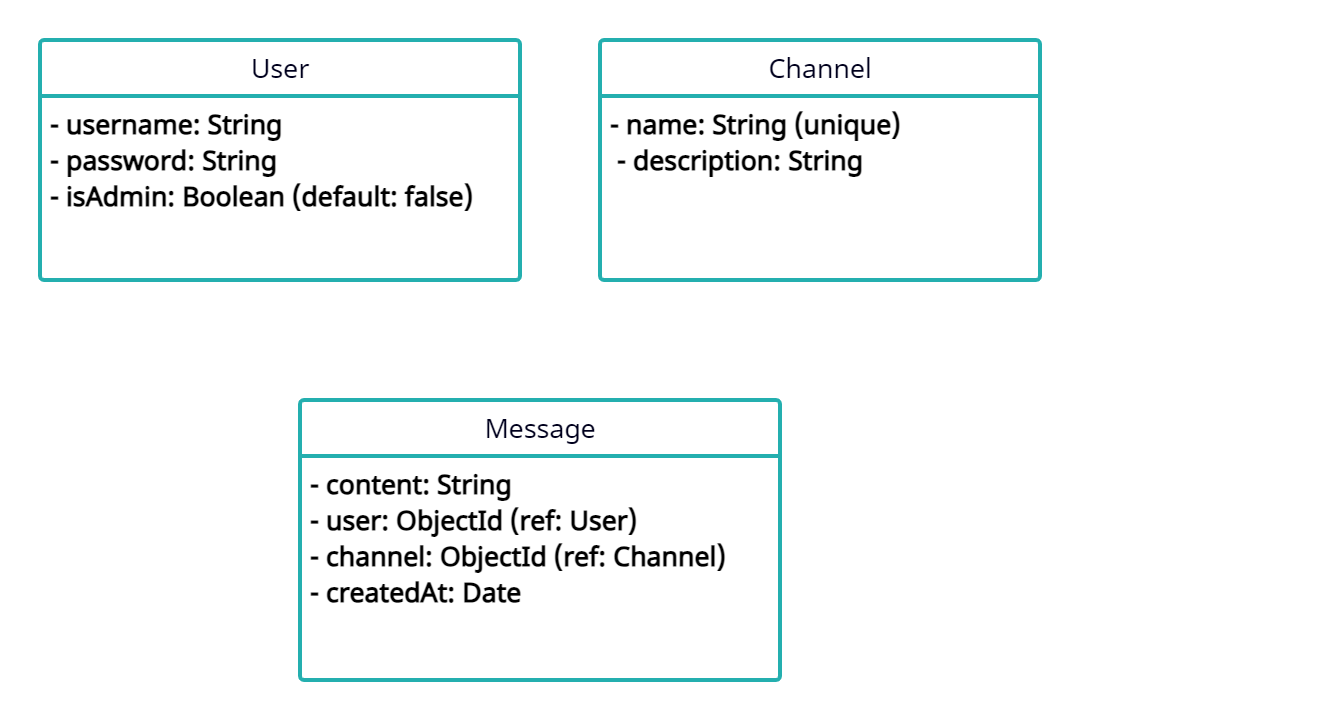 User
- username: String
- password: String
- isAdmin: Boolean (default: false)
Channel
- name: String (unique)
- description: String
Message
- content: String
- user: ObjectId (ref: User)
- channel: ObjectId (ref: Channel)
- createdAt: Date